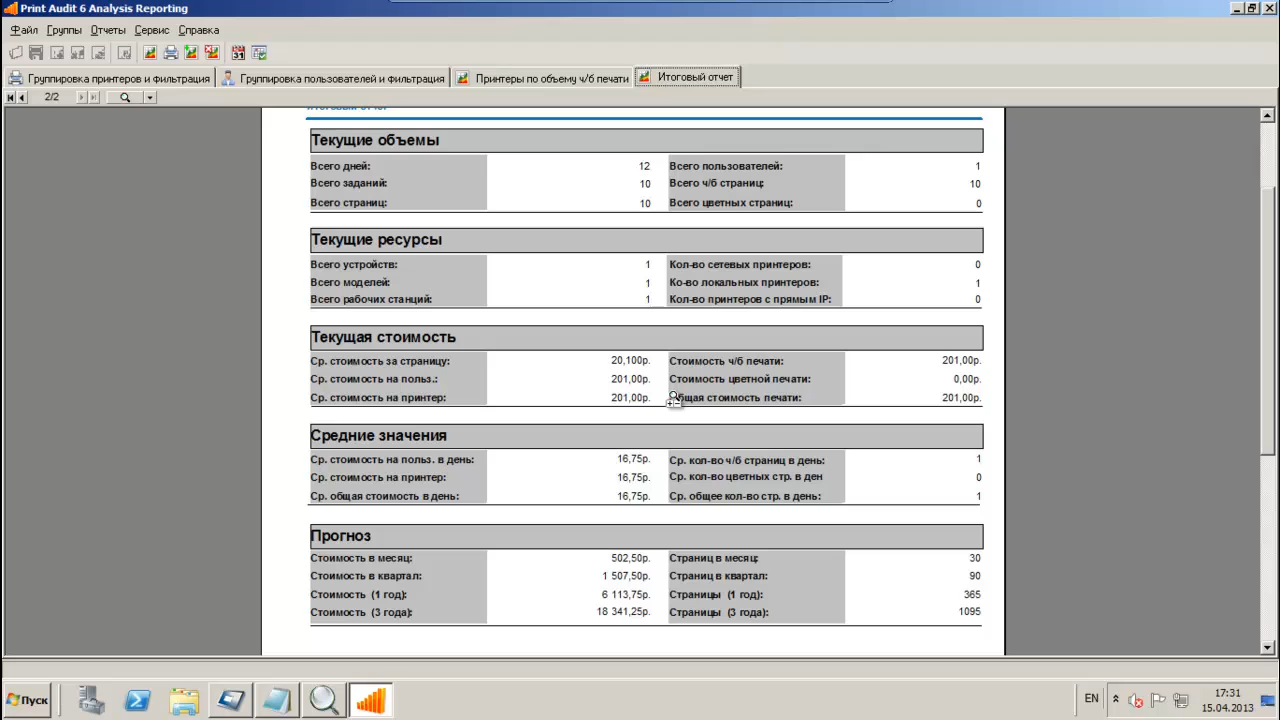 Print Audit 6 Analysis Reporting
Файл Группы Отчеты Сервис Справка
Группировка принтеров и фильтрация Группировка пользователей и фильтрация Принтеры по объему ч/б печати Итоговый отчет
2/2
Текущие объемы
Всего дней: 12 Всего пользователей: 1
Всего заданий: 10 Всего ч/б страниц: 10
Всего страниц: 10 Всего цветных страниц: 0
Текущие ресурсы
Всего устройств: 1 Кол-во сетевых принтеров: 0
Всего моделей: 1 Ко-во локальных принтеров: 1
Всего рабочих станций: 1 Кол-во принтеров с прямым IP: 0
Текущая стоимость
Ср. стоимость за страницу: 20,100р. Стоимость ч/б печати: 201,00р.
Ср. стоимость на польз.: 201,00р. Стоимость цветной печати: 0,00р.
Ср. стоимость на принтер: 201,00р. Общая стоимость печати: 201,00р.
Средние значения
Ср. стоимость на польз. в день: 16,75р. Ср. кол-во ч/б страниц в день: 1
Ср. стоимость на принтер: 16,75р. Ср. кол-во цветных стр. в ден 0
Ср. общая стоимость в день: 16,75р. Ср. общее кол-во стр. в день: 1
Прогноз
Стоимость в месяц: 502,50р. Страниц в месяц: 30
Стоимость в квартал: 1 507,50р. Страниц в квартал: 90
Стоимость (1 год): 6 113,75р. Страницы (1 год): 365
Стоимость (3 года): 18 341,25р. Страницы (3 года): 1095
Пуск EN 17:31
15.04.2013